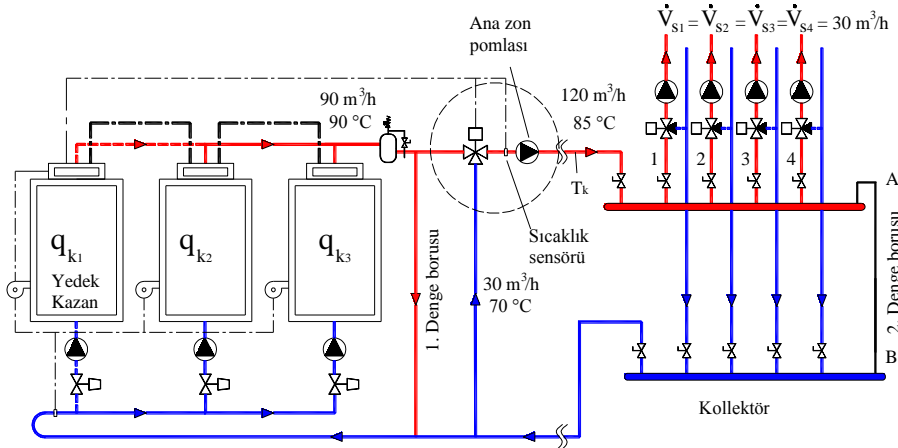 V̇S1 = V̇S2 = V̇S3 = V̇S4 = 30 m³/h
Ana zon
pomlası
90 m³/h
90 °C
120 m³/h
85 °C
1
2
3
4
A
Tk
qk1
Yedek
Kazan
qk2
qk3
Sıcaklık
sensörü
1. Denge borusu
30 m³/h
70 °C
2. Denge borusu
B
Kollektör